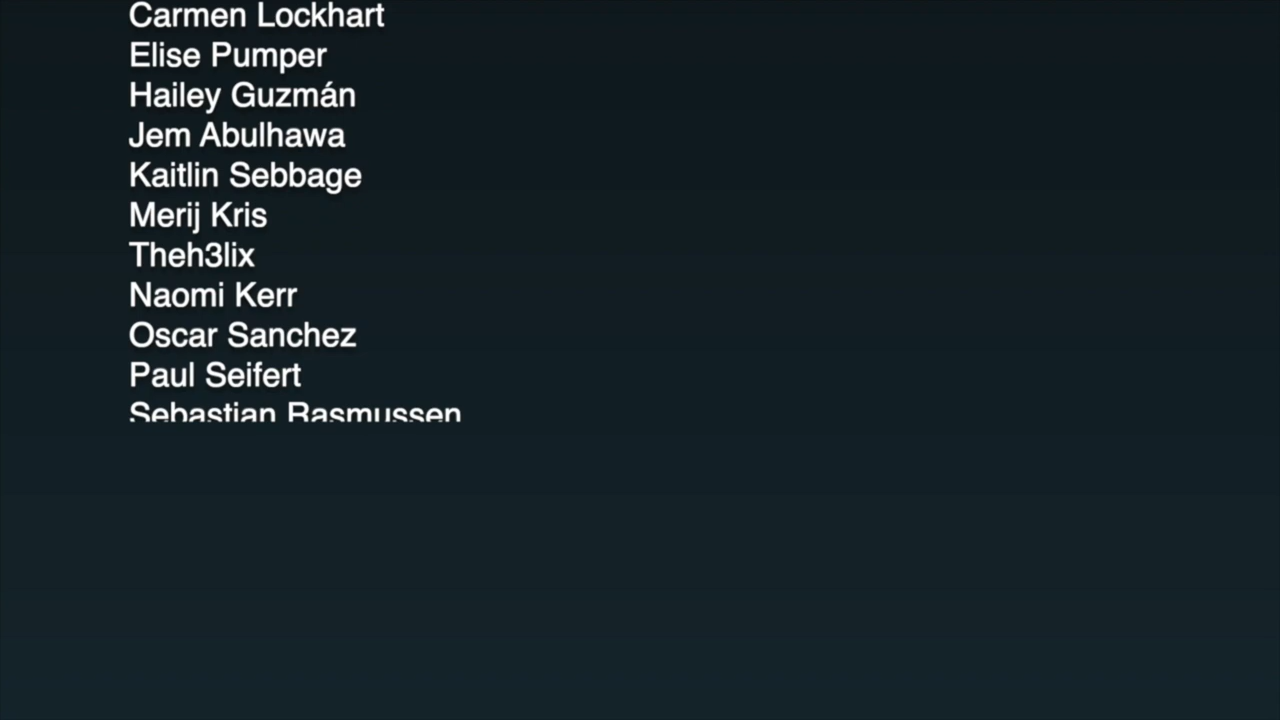 Carmen Lockhart
Elise Pumper
Hailey Guzmán
Jem Abulhawa
Kaitlin Sebbage
Merij Kris
Theh3lix
Naomi Kerr
Oscar Sanchez
Paul Seifert
Sebastian Rasmussen